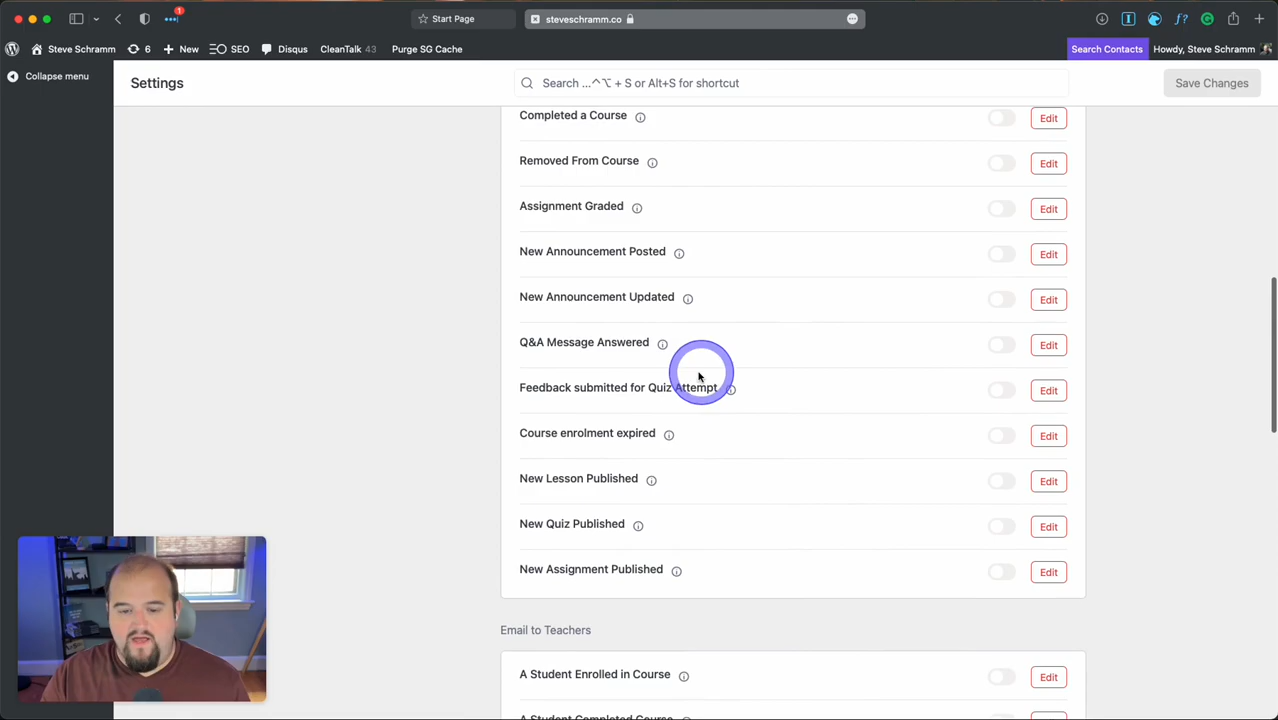 1
Start Page
steveschramm.co
Steve Schramm
6
New
SEO
Disqus
CleanTalk 43
Purge SG Cache
Search Contacts
Howdy, Steve Schramm
Collapse menu
Settings
Search ...^⌥ + S or Alt+S for shortcut
Save Changes
Completed a Course
Edit
Removed From Course
Edit
Assignment Graded
Edit
New Announcement Posted
Edit
New Announcement Updated
Edit
Q&A Message Answered
Edit
Feedback submitted for Quiz Attempt
Edit
Course enrolment expired
Edit
New Lesson Published
Edit
New Quiz Published
Edit
New Assignment Published
Edit
Email to Teachers
A Student Enrolled in Course
Edit
A Student Completed Course